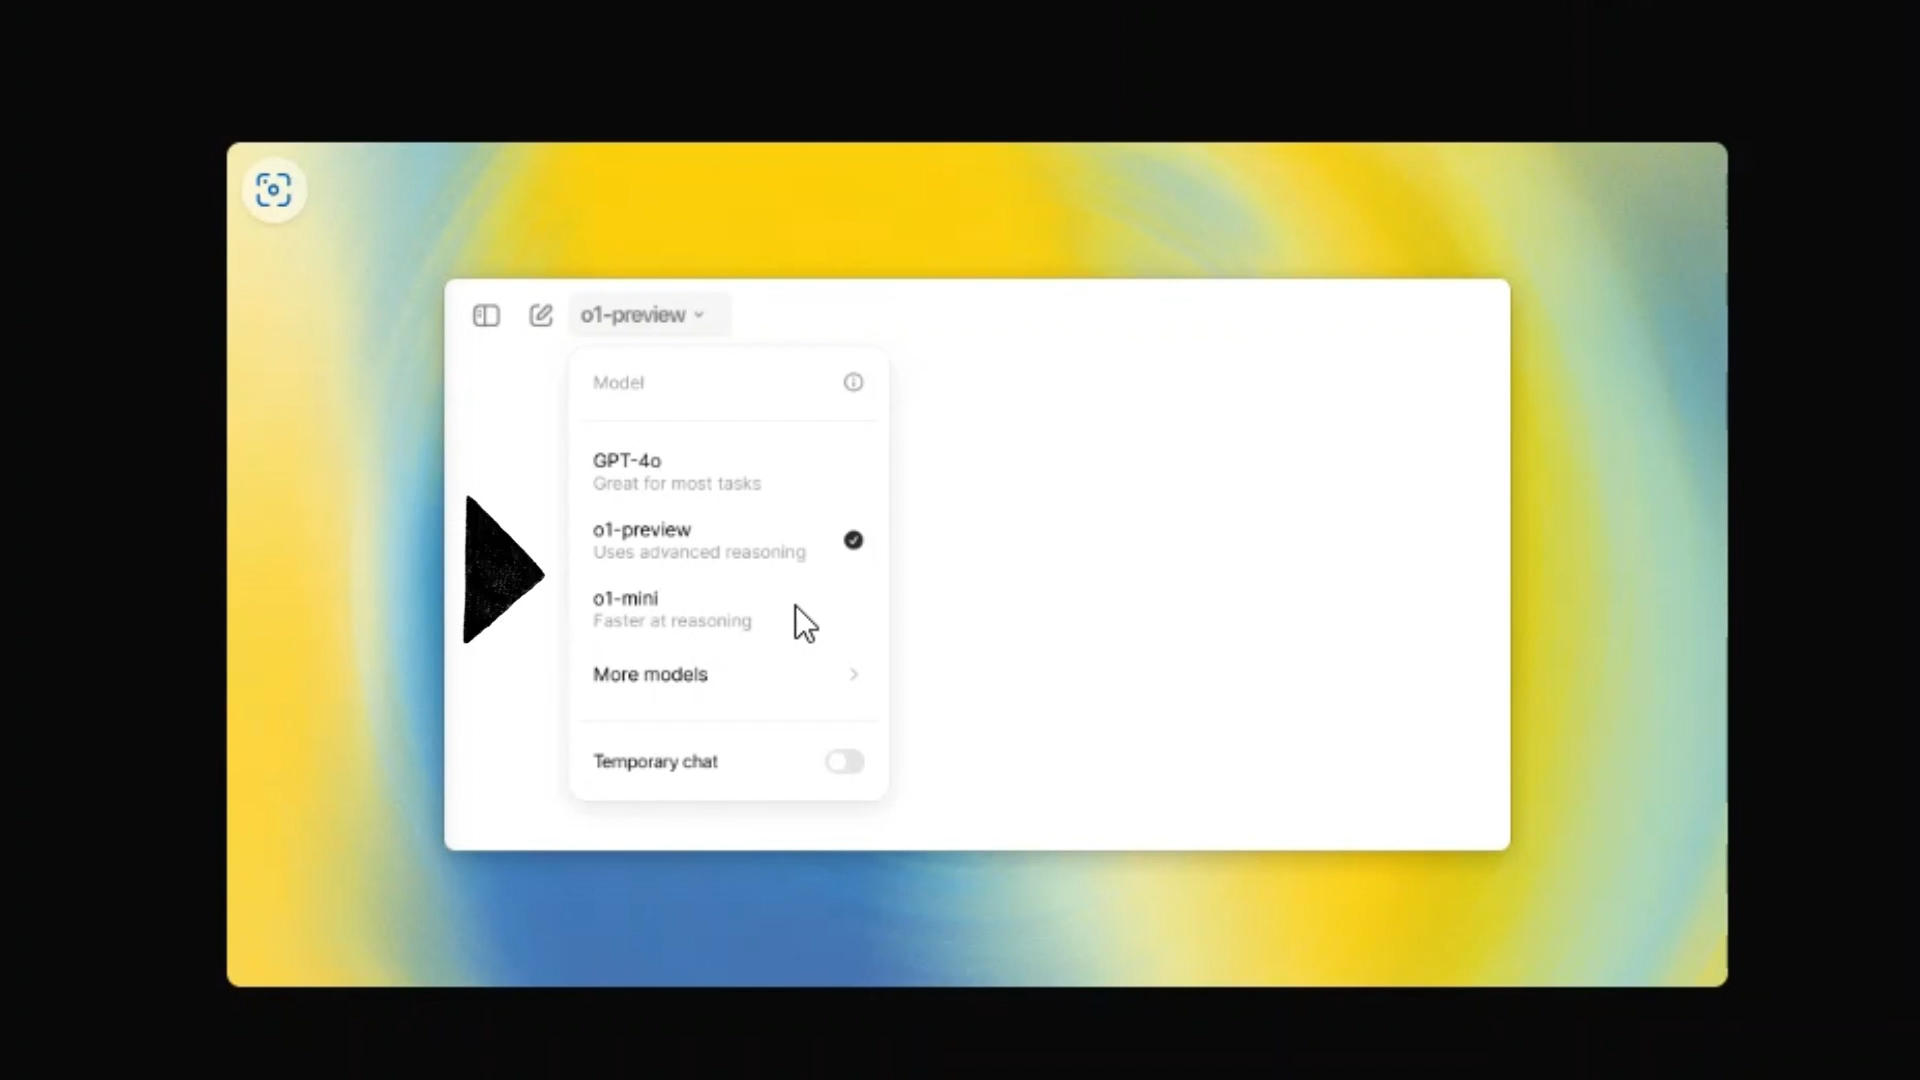 o1-preview
Model
GPT-4o
Great for most tasks
o1-preview
Uses advanced reasoning
o1-mini
Faster at reasoning
More models
Temporary chat